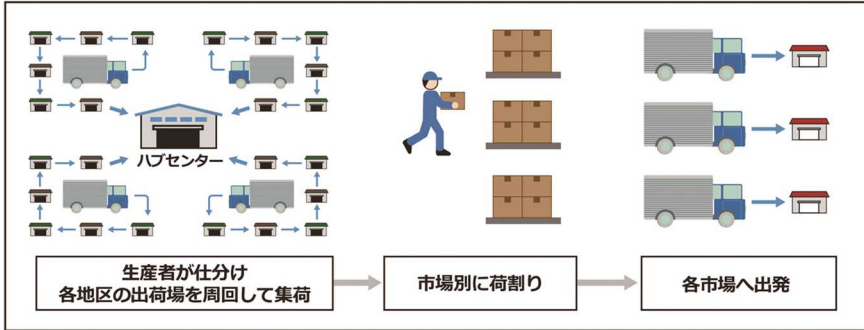 ハブセンター
生産者が仕分け
各地区の出荷場を周回して集荷
市場別に荷割り
各市場へ出発